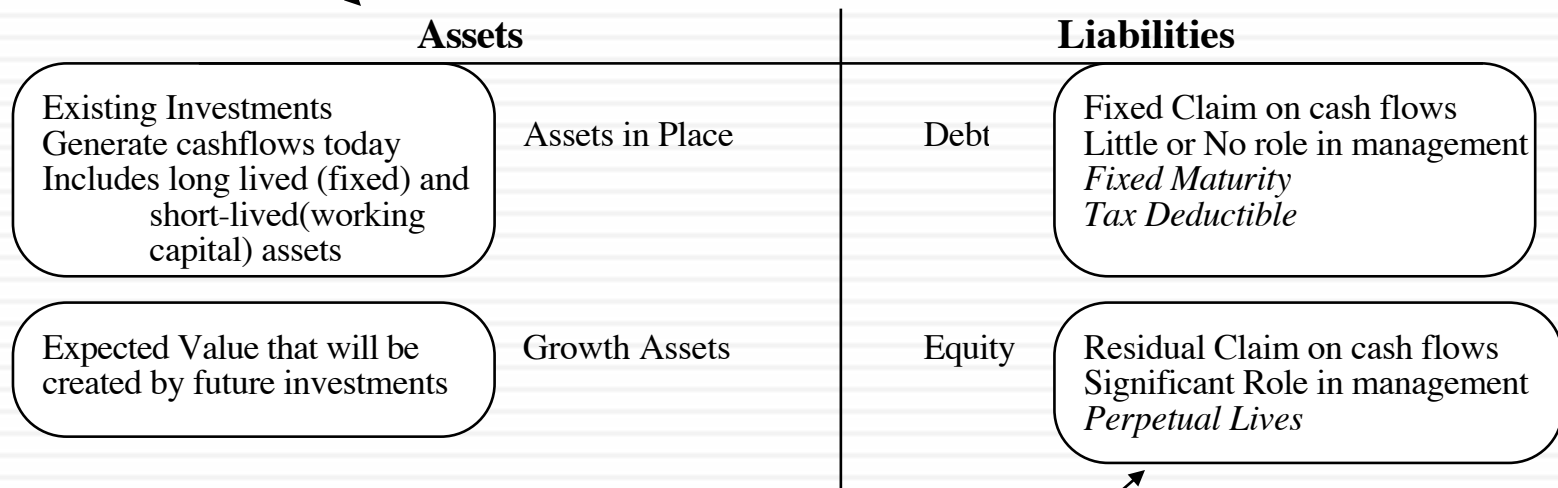 Assets
Liabilities
Existing Investments
Generate cashflows today
Includes long lived (fixed) and
short-lived(working
capital) assets
Assets in Place
Debt
Fixed Claim on cash flows
Little or No role in management
Fixed Maturity
Tax Deductible
Expected Value that will be
created by future investments
Growth Assets
Equity
Residual Claim on cash flows
Significant Role in management
Perpetual Lives